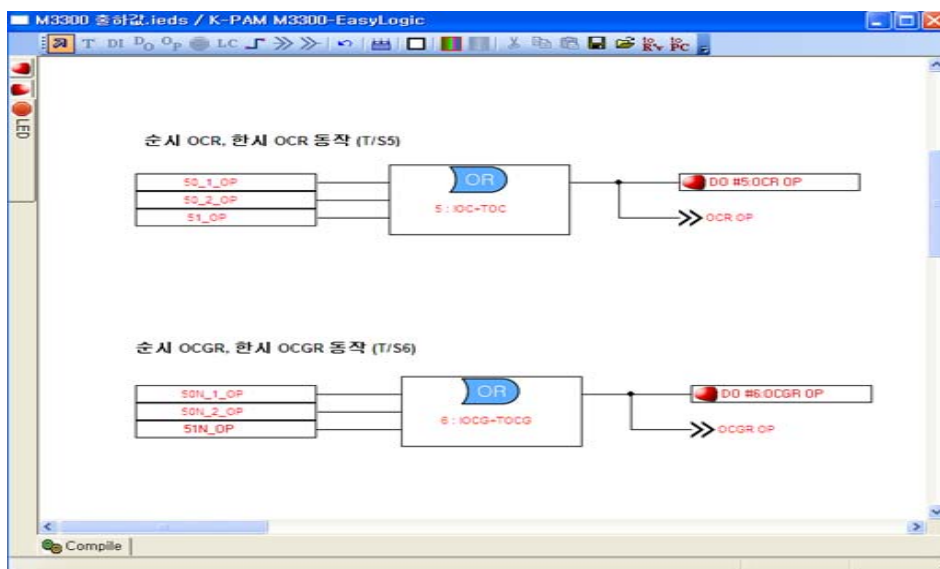 M3300 출하값.ieds / K-PAM M3300-EasyLogic
T DI DO OP LC
LED
순시 OCR, 한시 OCR 동작 (T/S5)
50_1_OP
50_2_OP
51_OP
OR
5 : IOC+TOC
DO #5:OCR OP
OCR OP
순시 OCGR, 한시 OCGR 동작 (T/S6)
50N_1_OP
50N_2_OP
51N_OP
OR
6 : IOCG+TOCG
DO #6:OCGR OP
OCGR OP
Compile